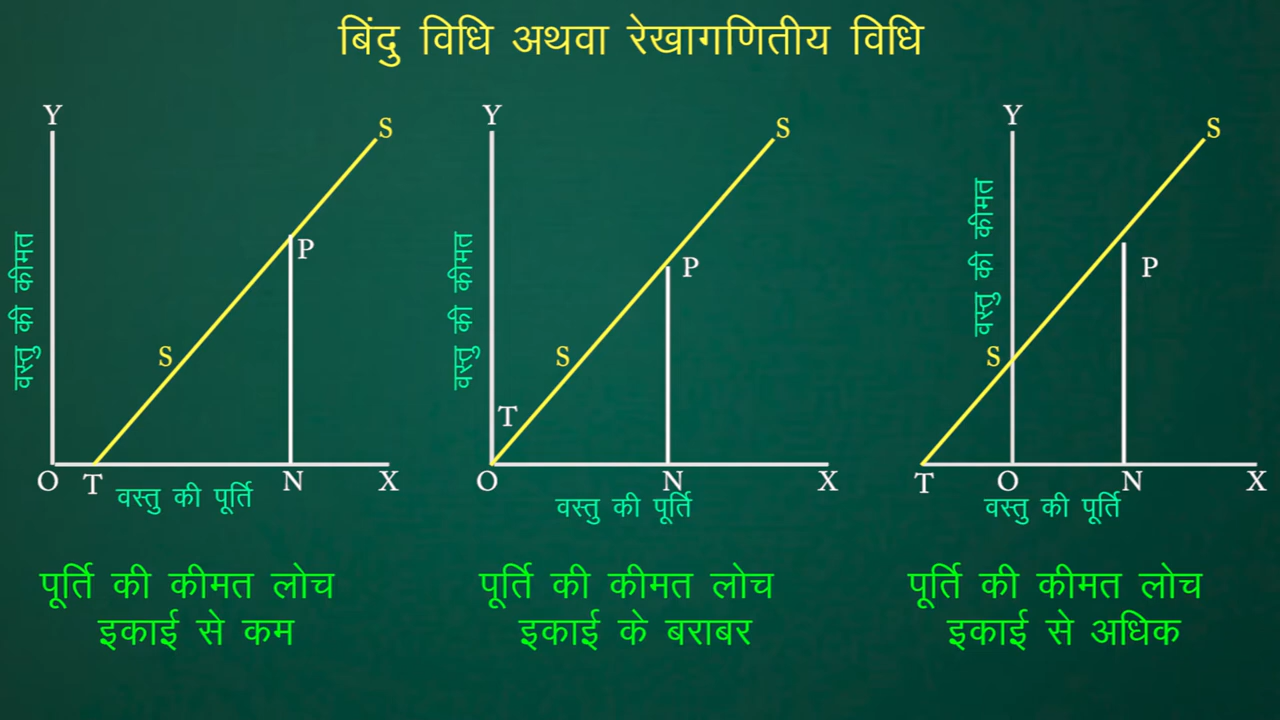 बिंदु विधि अथवा रेखागणितीय विधि
Y
S
वस्तु की कीमत
P
S
O
T
N
X
वस्तु की पूर्ति
पूर्ति की कीमत लोच
इकाई से कम
Y
S
वस्तु की कीमत
P
S
T
O
N
X
वस्तु की पूर्ति
पूर्ति की कीमत लोच
इकाई के बराबर
Y
S
वस्तु की कीमत
P
S
T
O
N
X
वस्तु की पूर्ति
पूर्ति की कीमत लोच
इकाई से अधिक